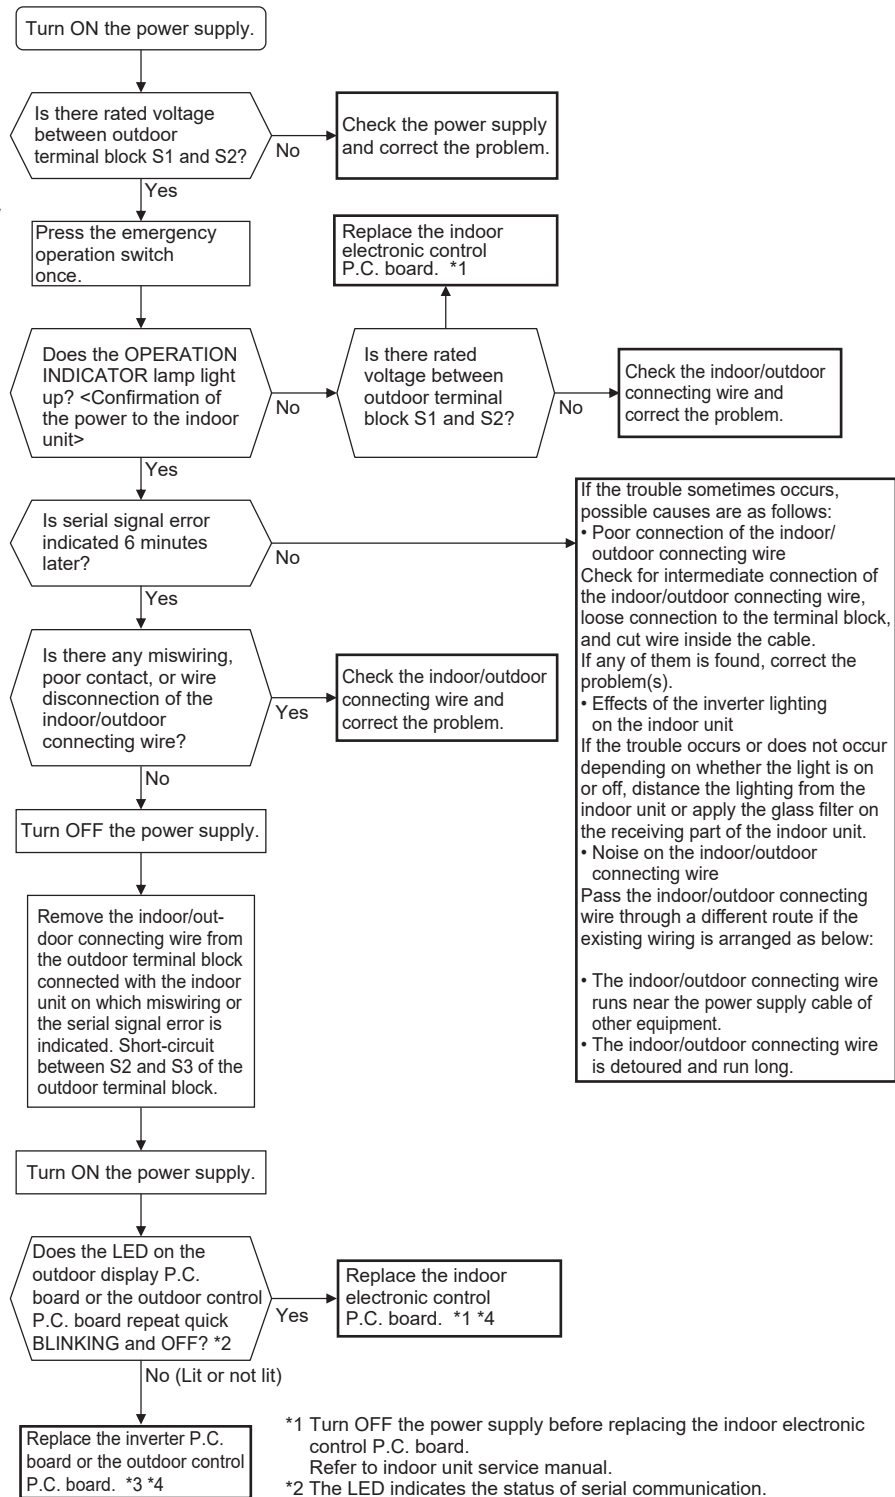 Turn ON the power supply.
Is there rated voltage
between outdoor
terminal block S1 and S2?
No
Check the power supply
and correct the problem.
Yes
Press the emergency
operation switch
once.
Replace the indoor
electronic control
P.C. board. *1
Does the OPERATION
INDICATOR lamp light
up? <Confirmation of
the power to the indoor
unit>
No
Is there rated
voltage between
outdoor terminal
block S1 and S2?
No
Check the indoor/outdoor
connecting wire and
correct the problem.
Yes
Is serial signal error
indicated 6 minutes
later?
No
If the trouble sometimes occurs,
possible causes are as follows:
• Poor connection of the indoor/
outdoor connecting wire
Check for intermediate connection of
the indoor/outdoor connecting wire,
loose connection to the terminal block,
and cut wire inside the cable.
If any of them is found, correct the
problem(s).
• Effects of the inverter lighting
on the indoor unit
If the trouble occurs or does not occur
depending on whether the light is on
or off, distance the lighting from the
indoor unit or apply the glass filter on
the receiving part of the indoor unit.
• Noise on the indoor/outdoor
connecting wire
Pass the indoor/outdoor connecting
wire through a different route if the
existing wiring is arranged as below:
• The indoor/outdoor connecting wire
runs near the power supply cable of
other equipment.
• The indoor/outdoor connecting wire
is detoured and run long.
Yes
Is there any miswiring,
poor contact, or wire
disconnection of the
indoor/outdoor
connecting wire?
Yes
Check the indoor/outdoor
connecting wire and
correct the problem.
No
Turn OFF the power supply.
Remove the indoor/out-
door connecting wire from
the outdoor terminal block
connected with the indoor
unit on which miswiring or
the serial signal error is
indicated. Short-circuit
between S2 and S3 of the
outdoor terminal block.
Turn ON the power supply.
Does the LED on the
outdoor display P.C.
board or the outdoor control
P.C. board repeat quick
BLINKING and OFF? *2
Yes
Replace the indoor
electronic control
P.C. board. *1 *4
No (Lit or not lit)
Replace the inverter P.C.
board or the outdoor control
P.C. board. *3 *4
*1 Turn OFF the power supply before replacing the indoor electronic
control P.C. board.
Refer to indoor unit service manual.
*2 The LED indicates the status of serial communication.